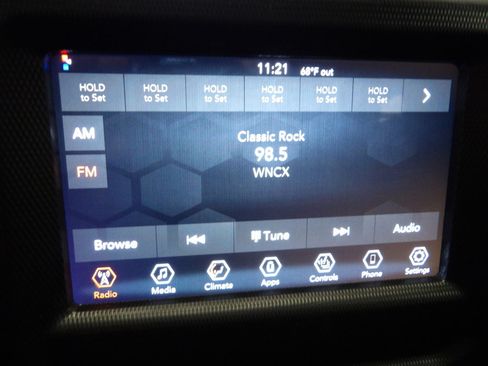 11:21 68°F out
HOLD to Set HOLD to Set HOLD to Set HOLD to Set HOLD to Set HOLD to Set
AM
Classic Rock
98.5
FM
WNCX
Browse Tune Audio
Radio Media Climate Apps Controls Phone Settings